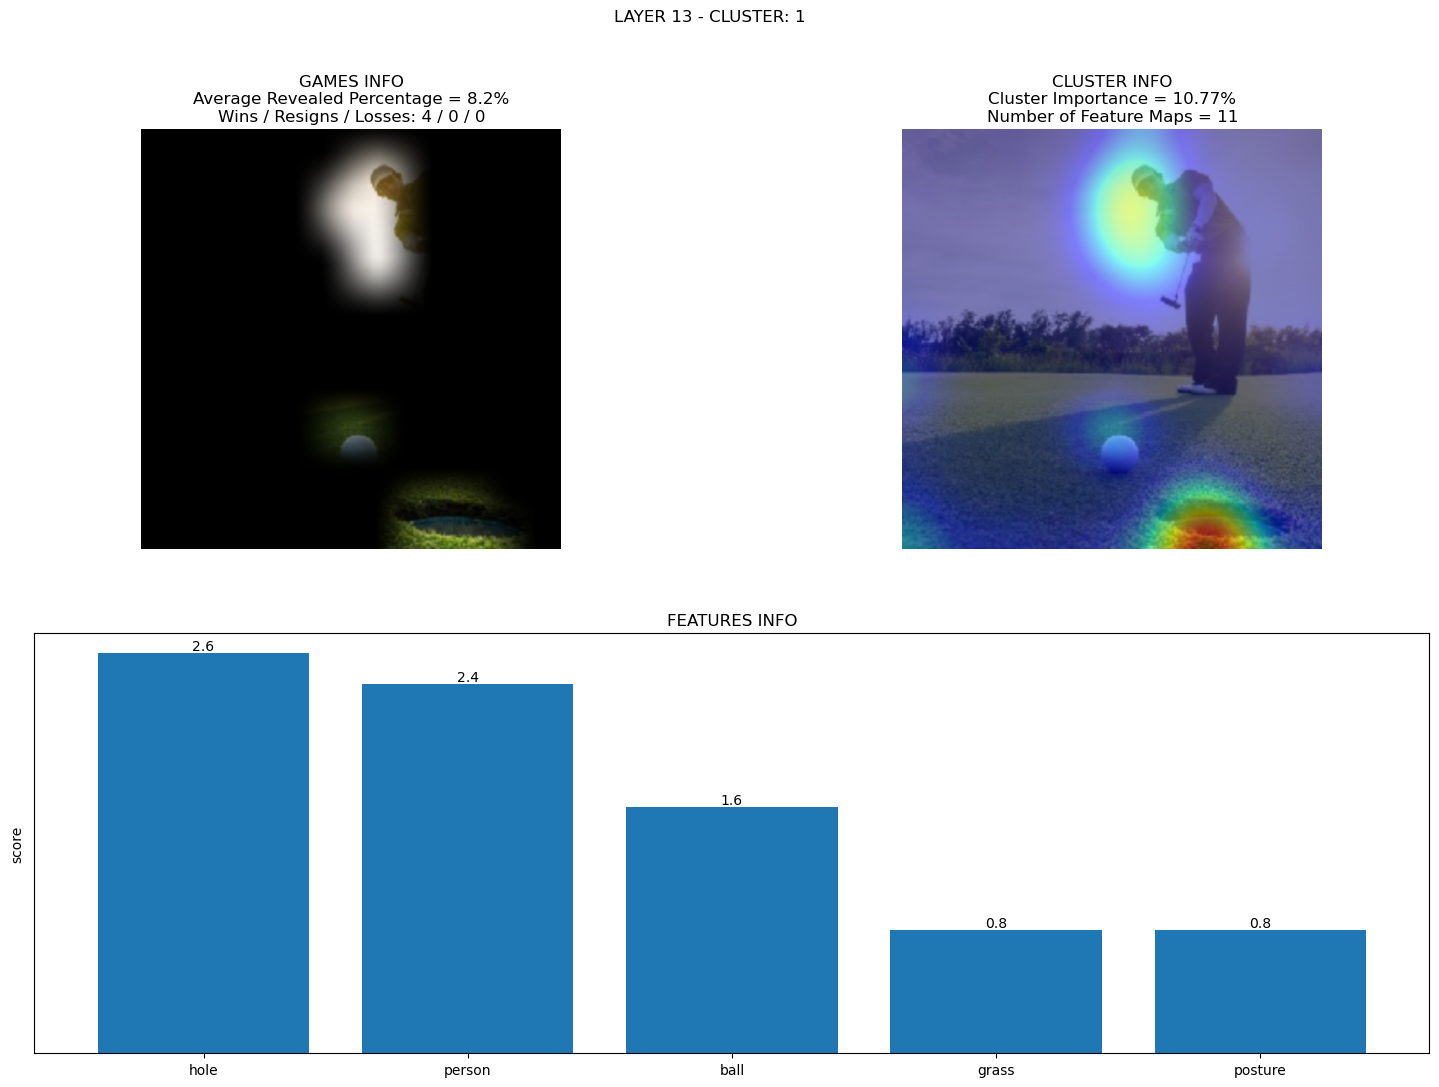 LAYER 13 - CLUSTER: 1
GAMES INFO
Average Revealed Percentage = 8.2%
Wins / Resigns / Losses: 4 / 0 / 0
CLUSTER INFO
Cluster Importance = 10.77%
Number of Feature Maps = 11
FEATURES INFO
score
2.6
2.4
1.6
0.8
0.8
hole
person
ball
grass
posture